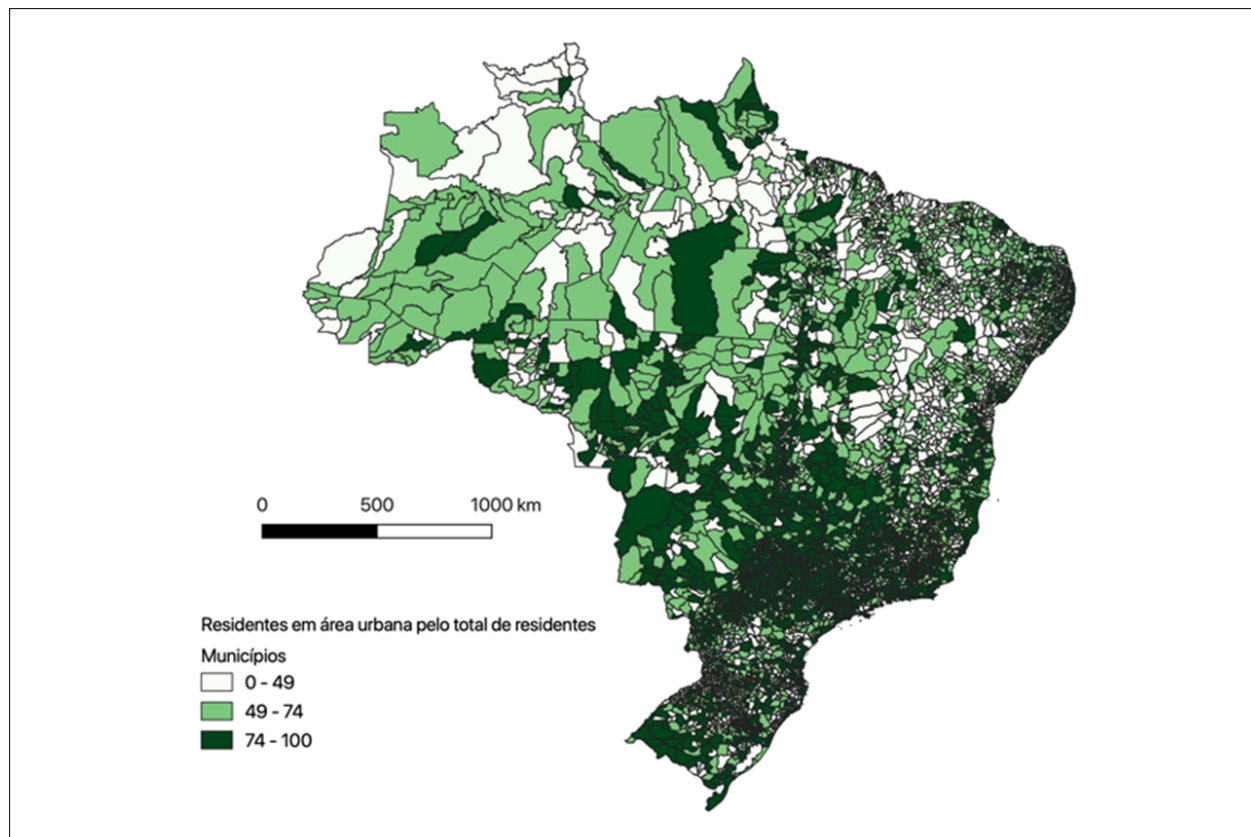 0 500 1000 km
Residentes em área urbana pelo total de residentes
Municípios
0 - 49
49 - 74
74 - 100